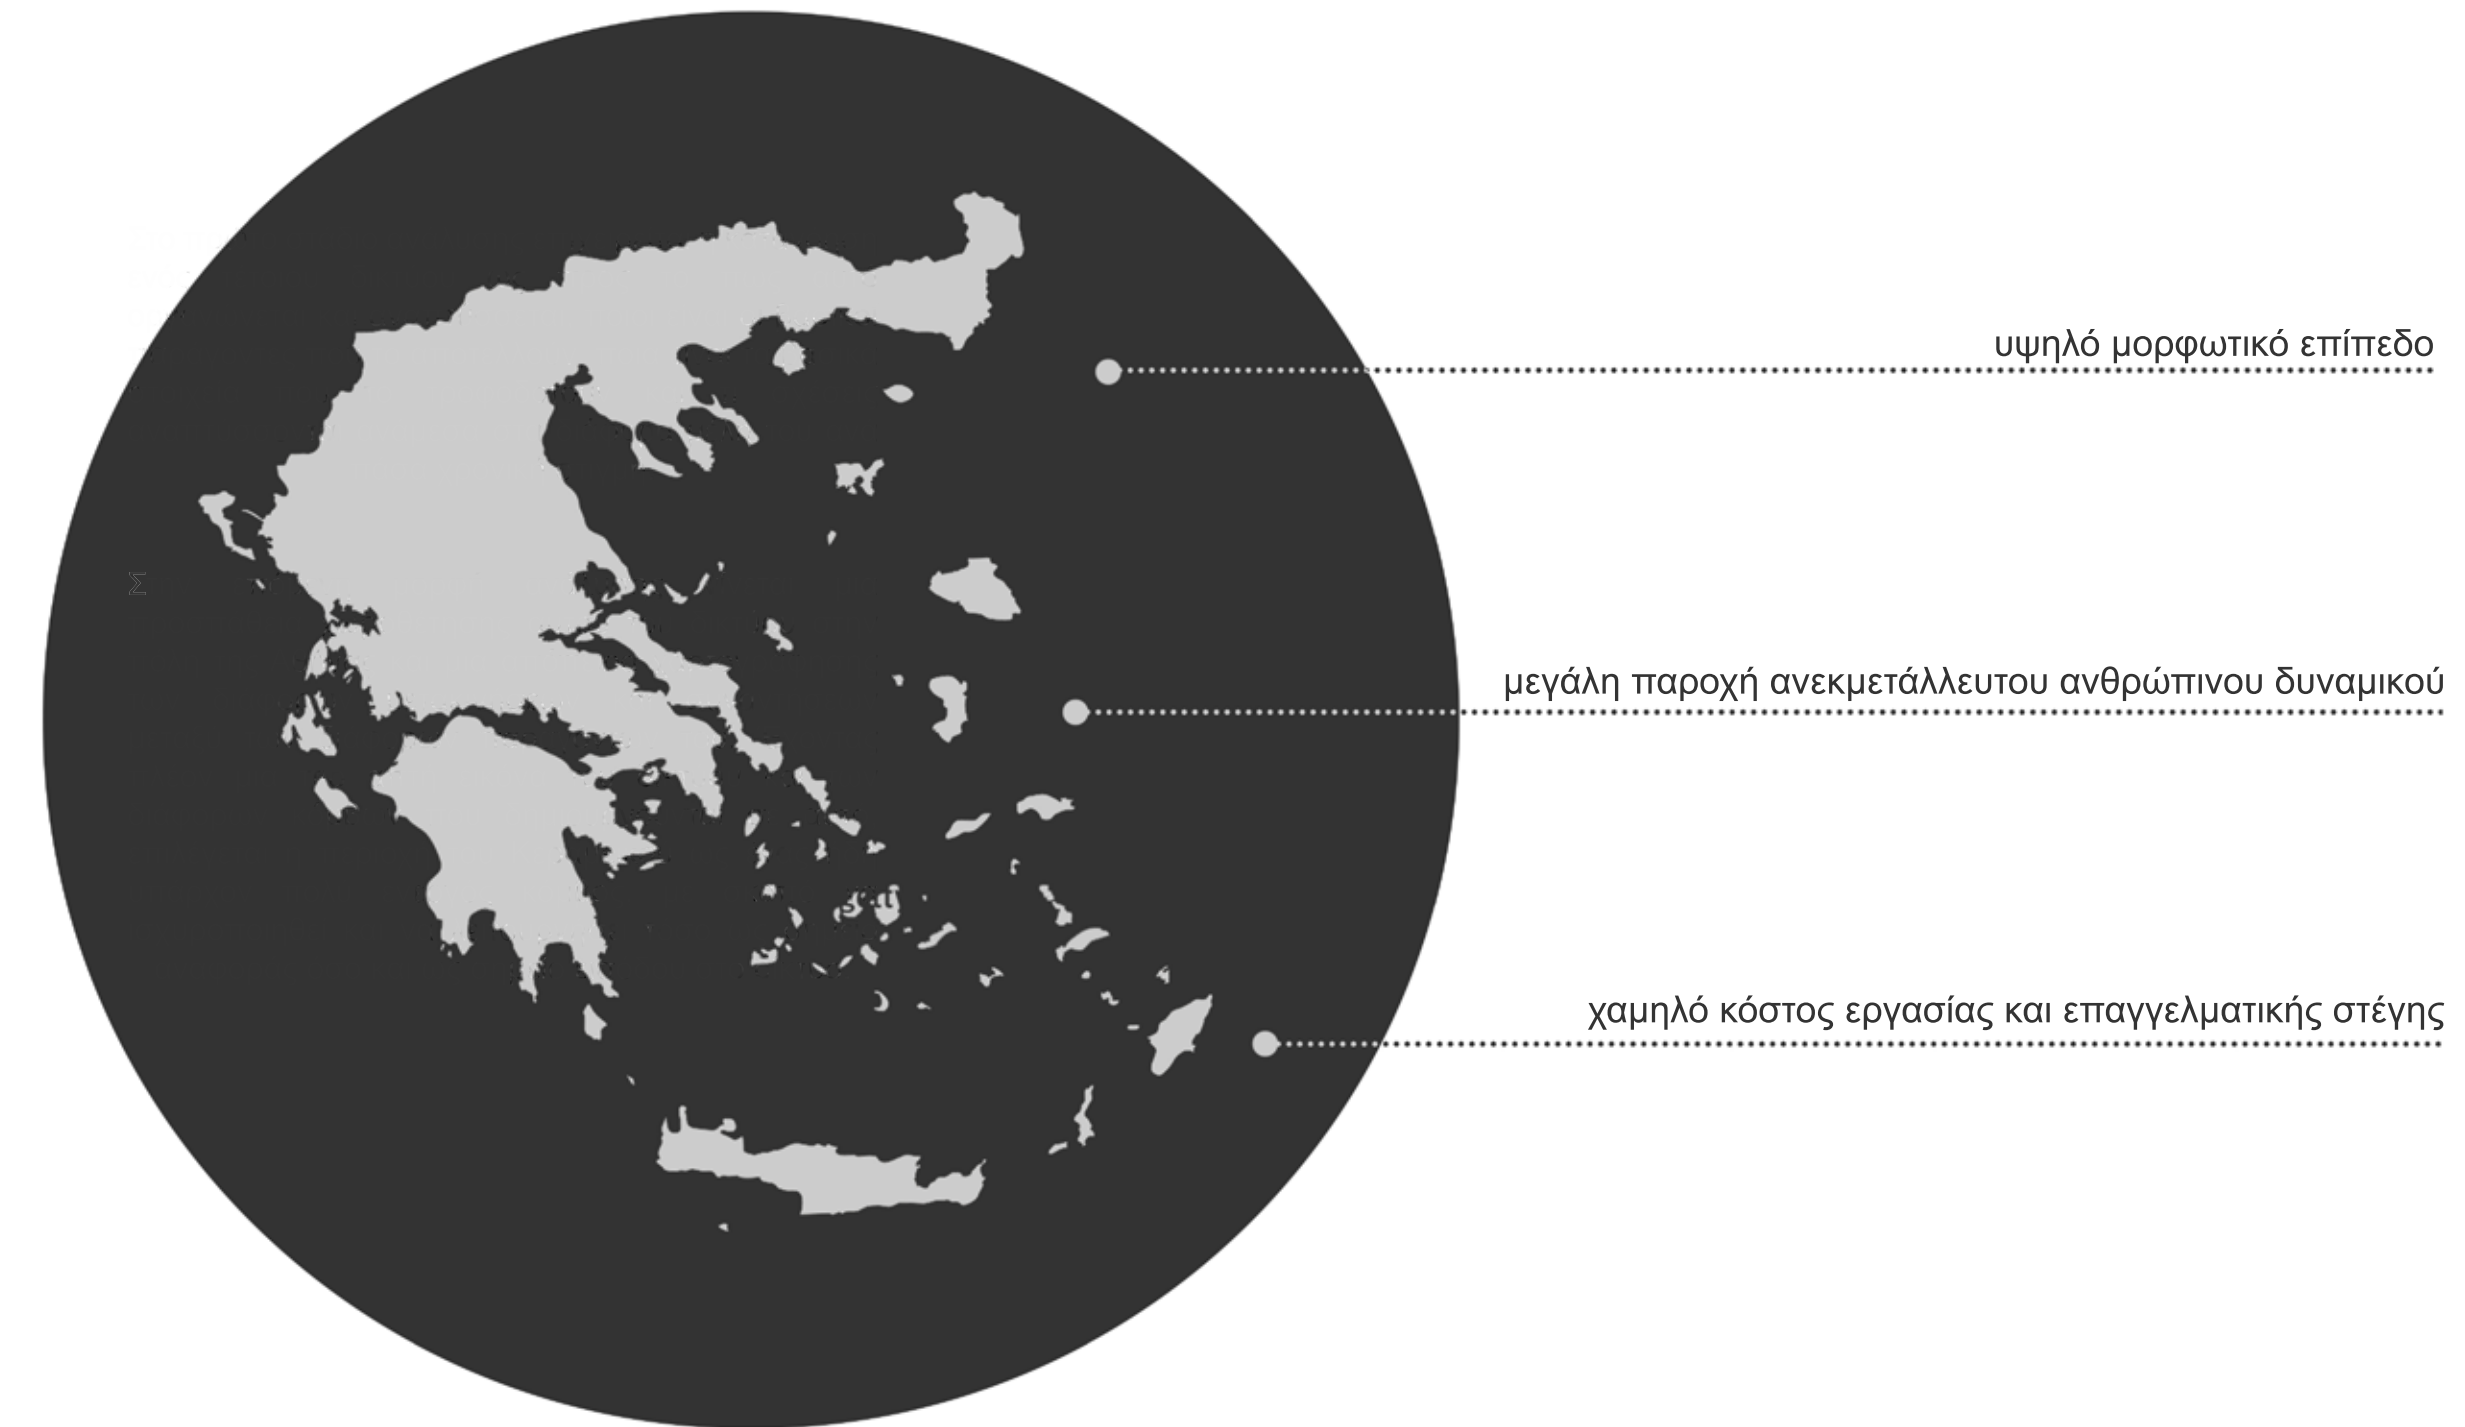 υψηλό μορφωτικό επίπεδο
Σ
μεγάλη παροχή ανεκμετάλλευτου ανθρώπινου δυναμικού
χαμηλό κόστος εργασίας και επαγγελματικής στέγης